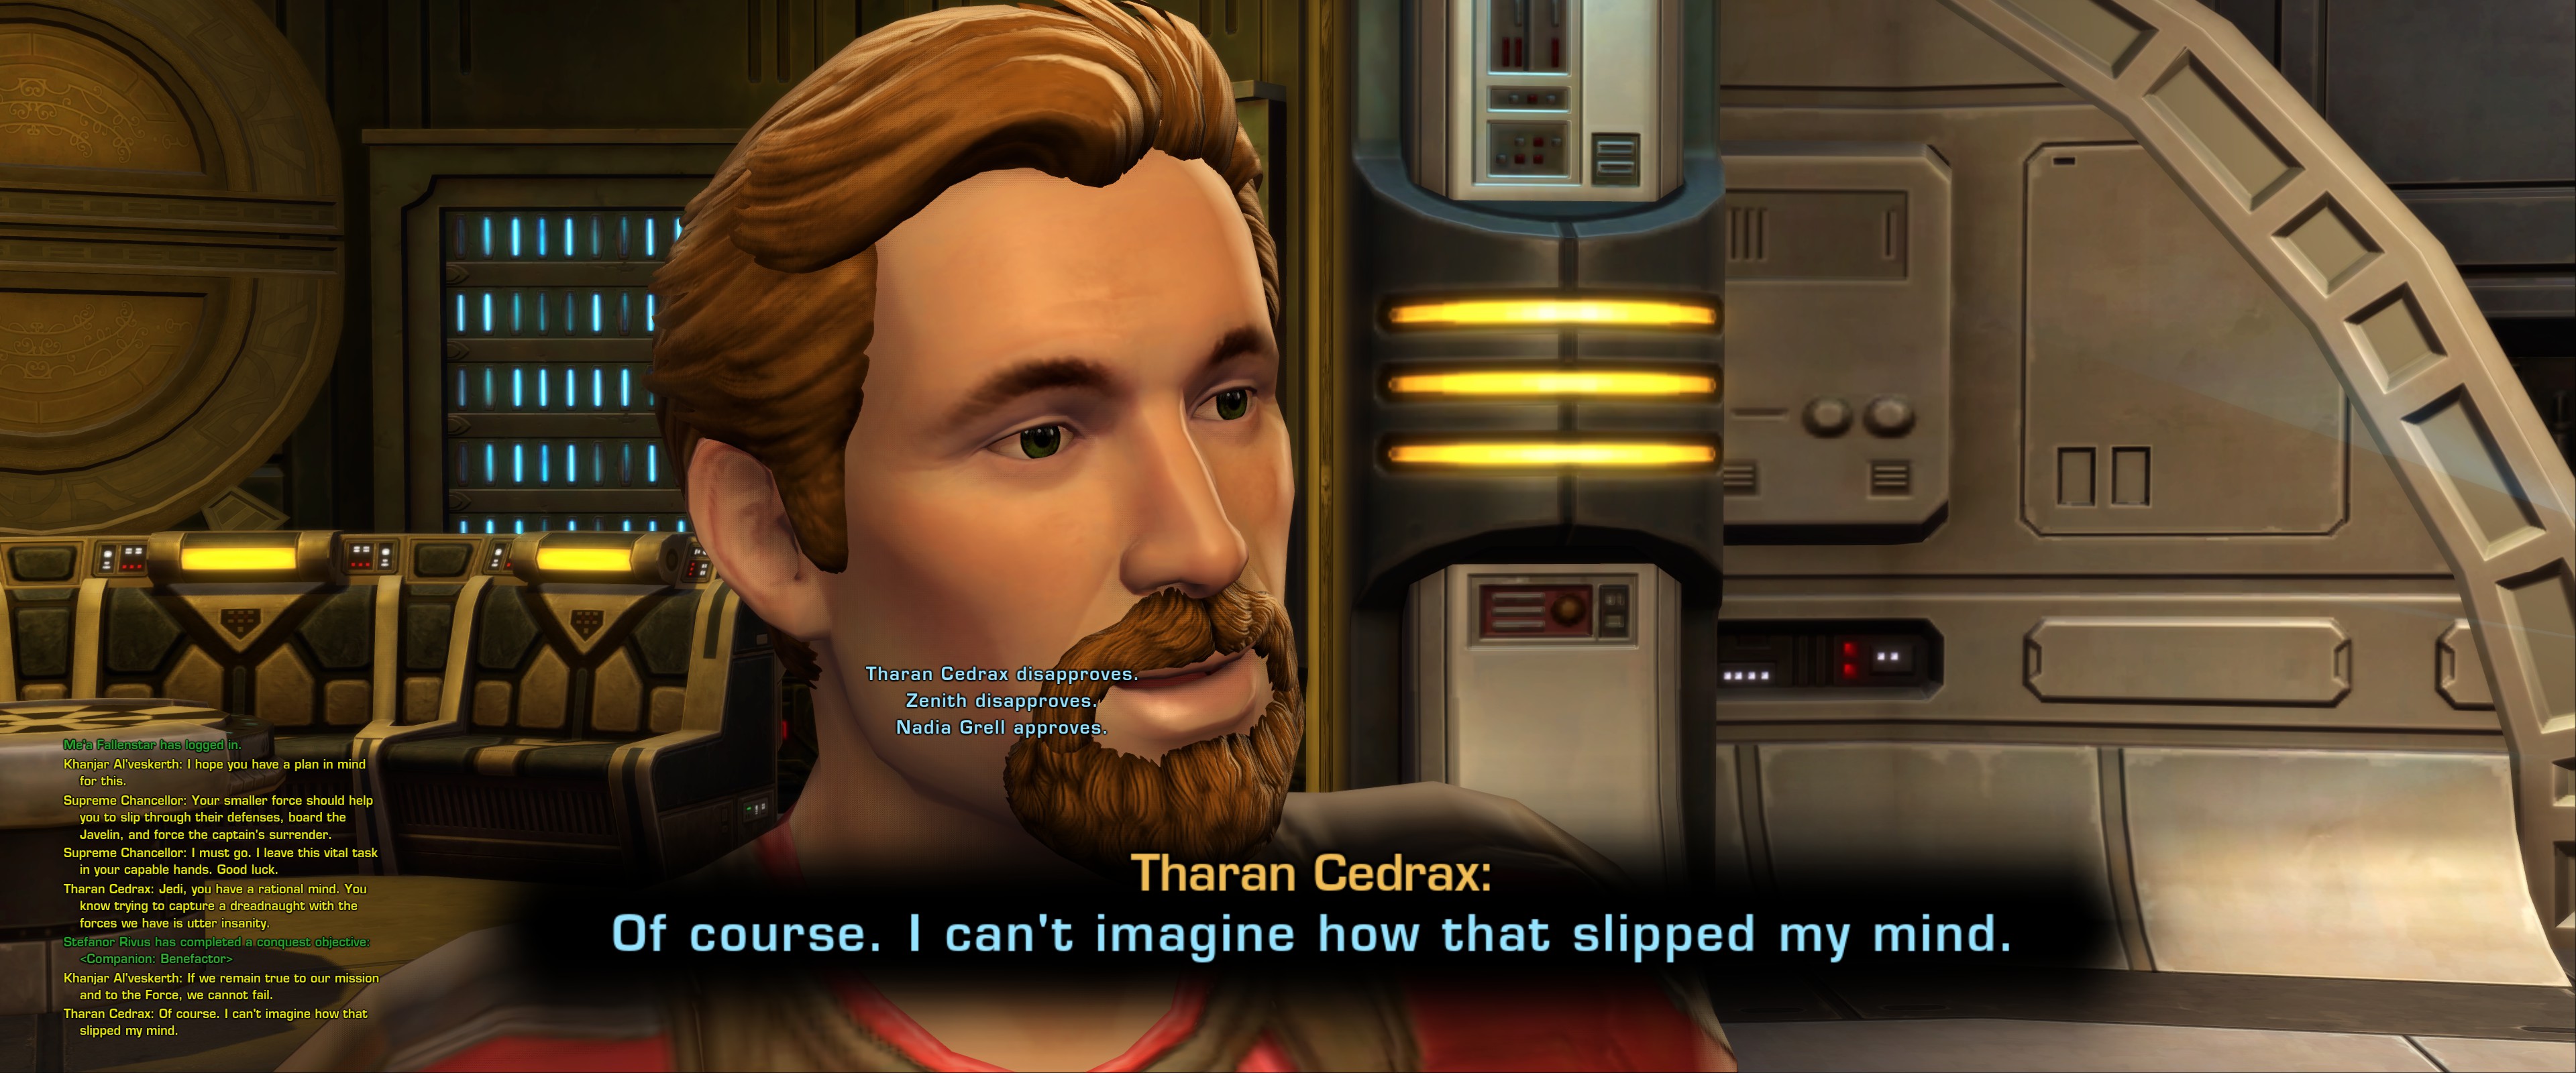 Tharan Cedrax disapproves.
Zenith disapproves.
Nadia Grell approves.
Me'a Fallenstar has logged in.
Khanjar Al'veskerth: I hope you have a plan in mind
for this.
Supreme Chancellor: Your smaller force should help
you to slip through their defenses, board the
Javelin, and force the captain's surrender.
Supreme Chancellor: I must go. I leave this vital task
in your capable hands. Good luck.
Tharan Cedrax: Jedi, you have a rational mind. You
know trying to capture a dreadnaught with the
forces we have is utter insanity.
Stefanor Rivus has completed a conquest objective:
<Companion: Benefactor>
Khanjar Al'veskerth: If we remain true to our mission
and to the Force, we cannot fail.
Tharan Cedrax: Of course. I can't imagine how that
slipped my mind.
Tharan Cedrax:
Of course. I can't imagine how that slipped my mind.